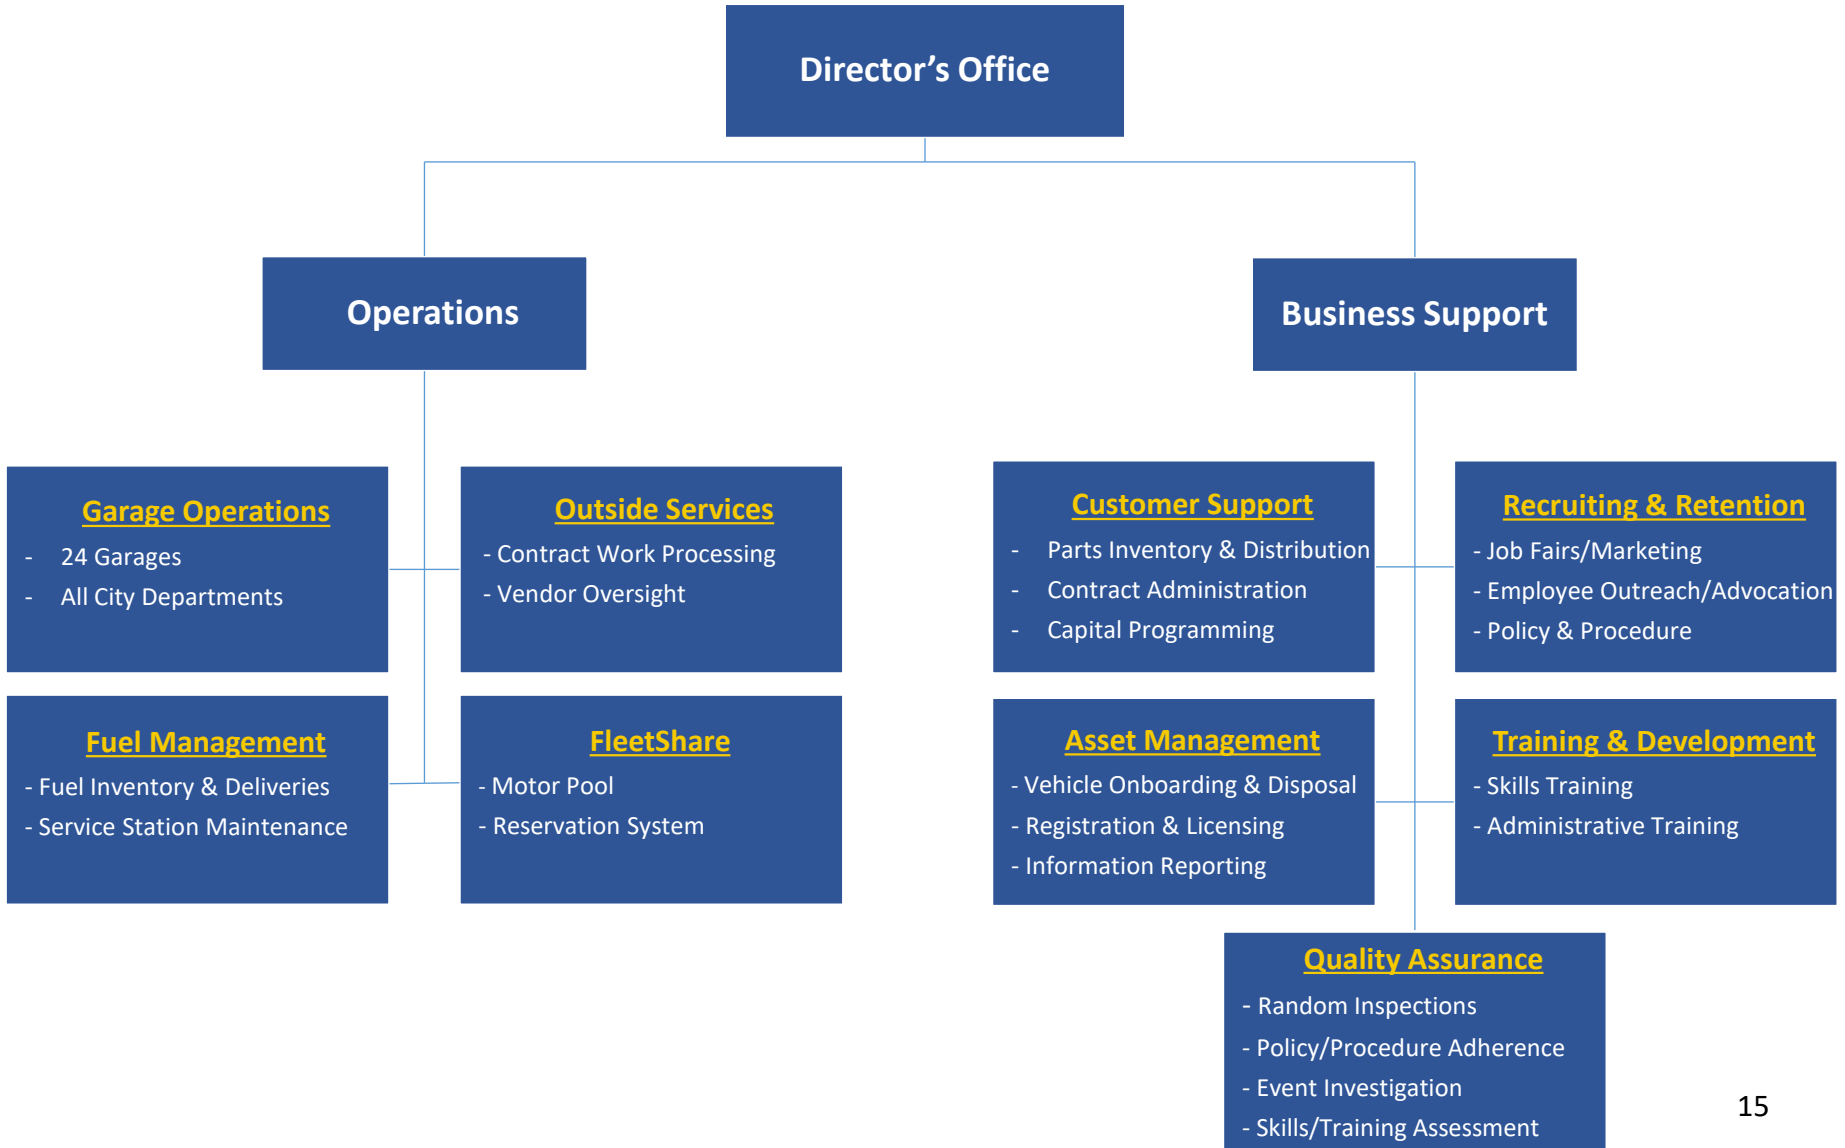 Director’s Office
Operations
Business Support
Garage Operations
- 24 Garages
- All City Departments
Outside Services
- Contract Work Processing
- Vendor Oversight
Customer Support
- Parts Inventory & Distribution
- Contract Administration
- Capital Programming
Recruiting & Retention
- Job Fairs/Marketing
- Employee Outreach/Advocation
- Policy & Procedure
Fuel Management
- Fuel Inventory & Deliveries
- Service Station Maintenance
FleetShare
- Motor Pool
- Reservation System
Asset Management
- Vehicle Onboarding & Disposal
- Registration & Licensing
- Information Reporting
Training & Development
- Skills Training
- Administrative Training
Quality Assurance
- Random Inspections
- Policy/Procedure Adherence
- Event Investigation
- Skills/Training Assessment
15